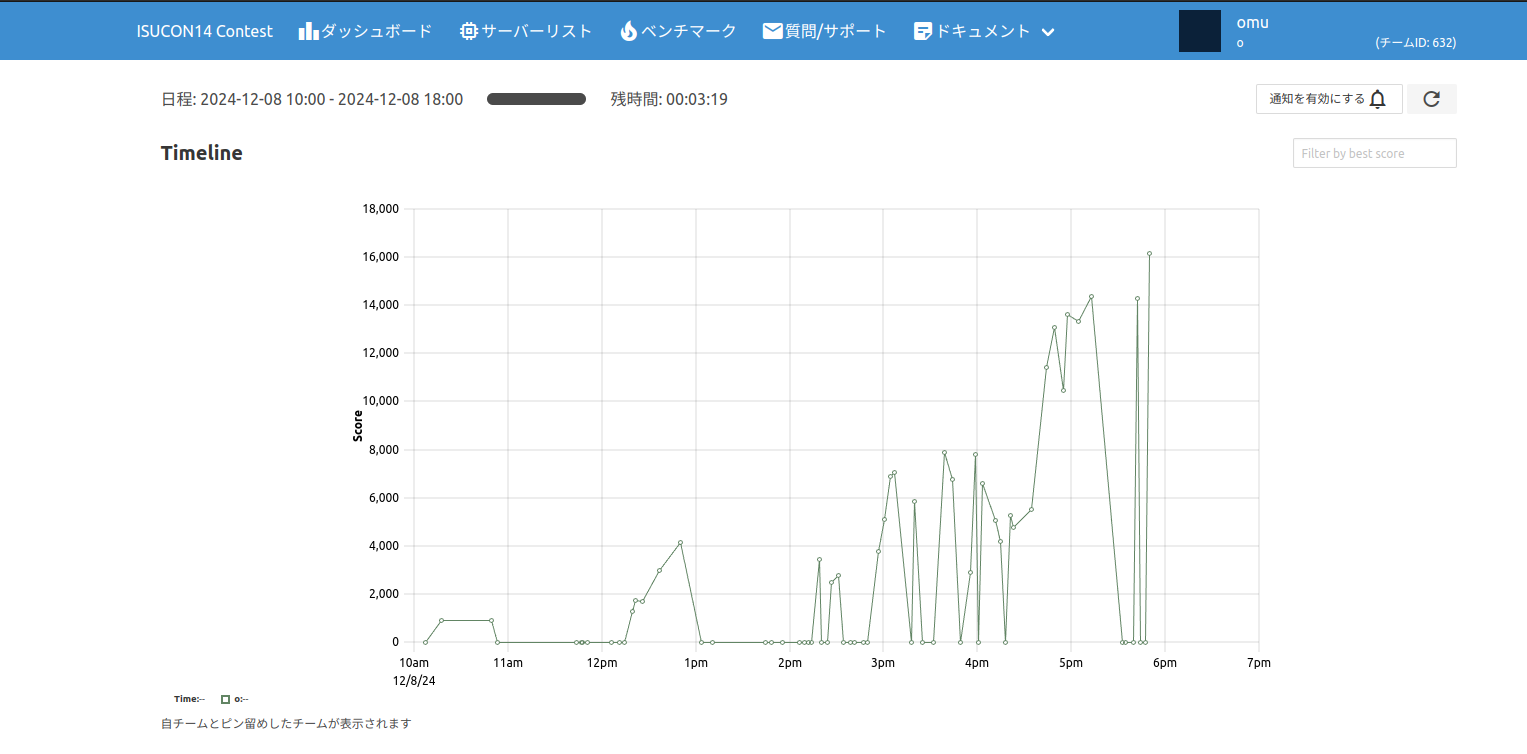 ISUCON14 Contest ダッシュボード サーバーリスト ベンチマーク 質問/サポート ドキュメント omu
o (チームID: 632)
日程: 2024-12-08 10:00 - 2024-12-08 18:00 残時間: 00:03:19 通知を有効にする
Timeline Filter by best score
18,000
16,000
14,000
12,000
10,000
8,000
6,000
4,000
2,000
0
Score
10am 11am 12pm 1pm 2pm 3pm 4pm 5pm 6pm 7pm
12/8/24
Time:-- o:--
自チームとピン留めしたチームが表示されます